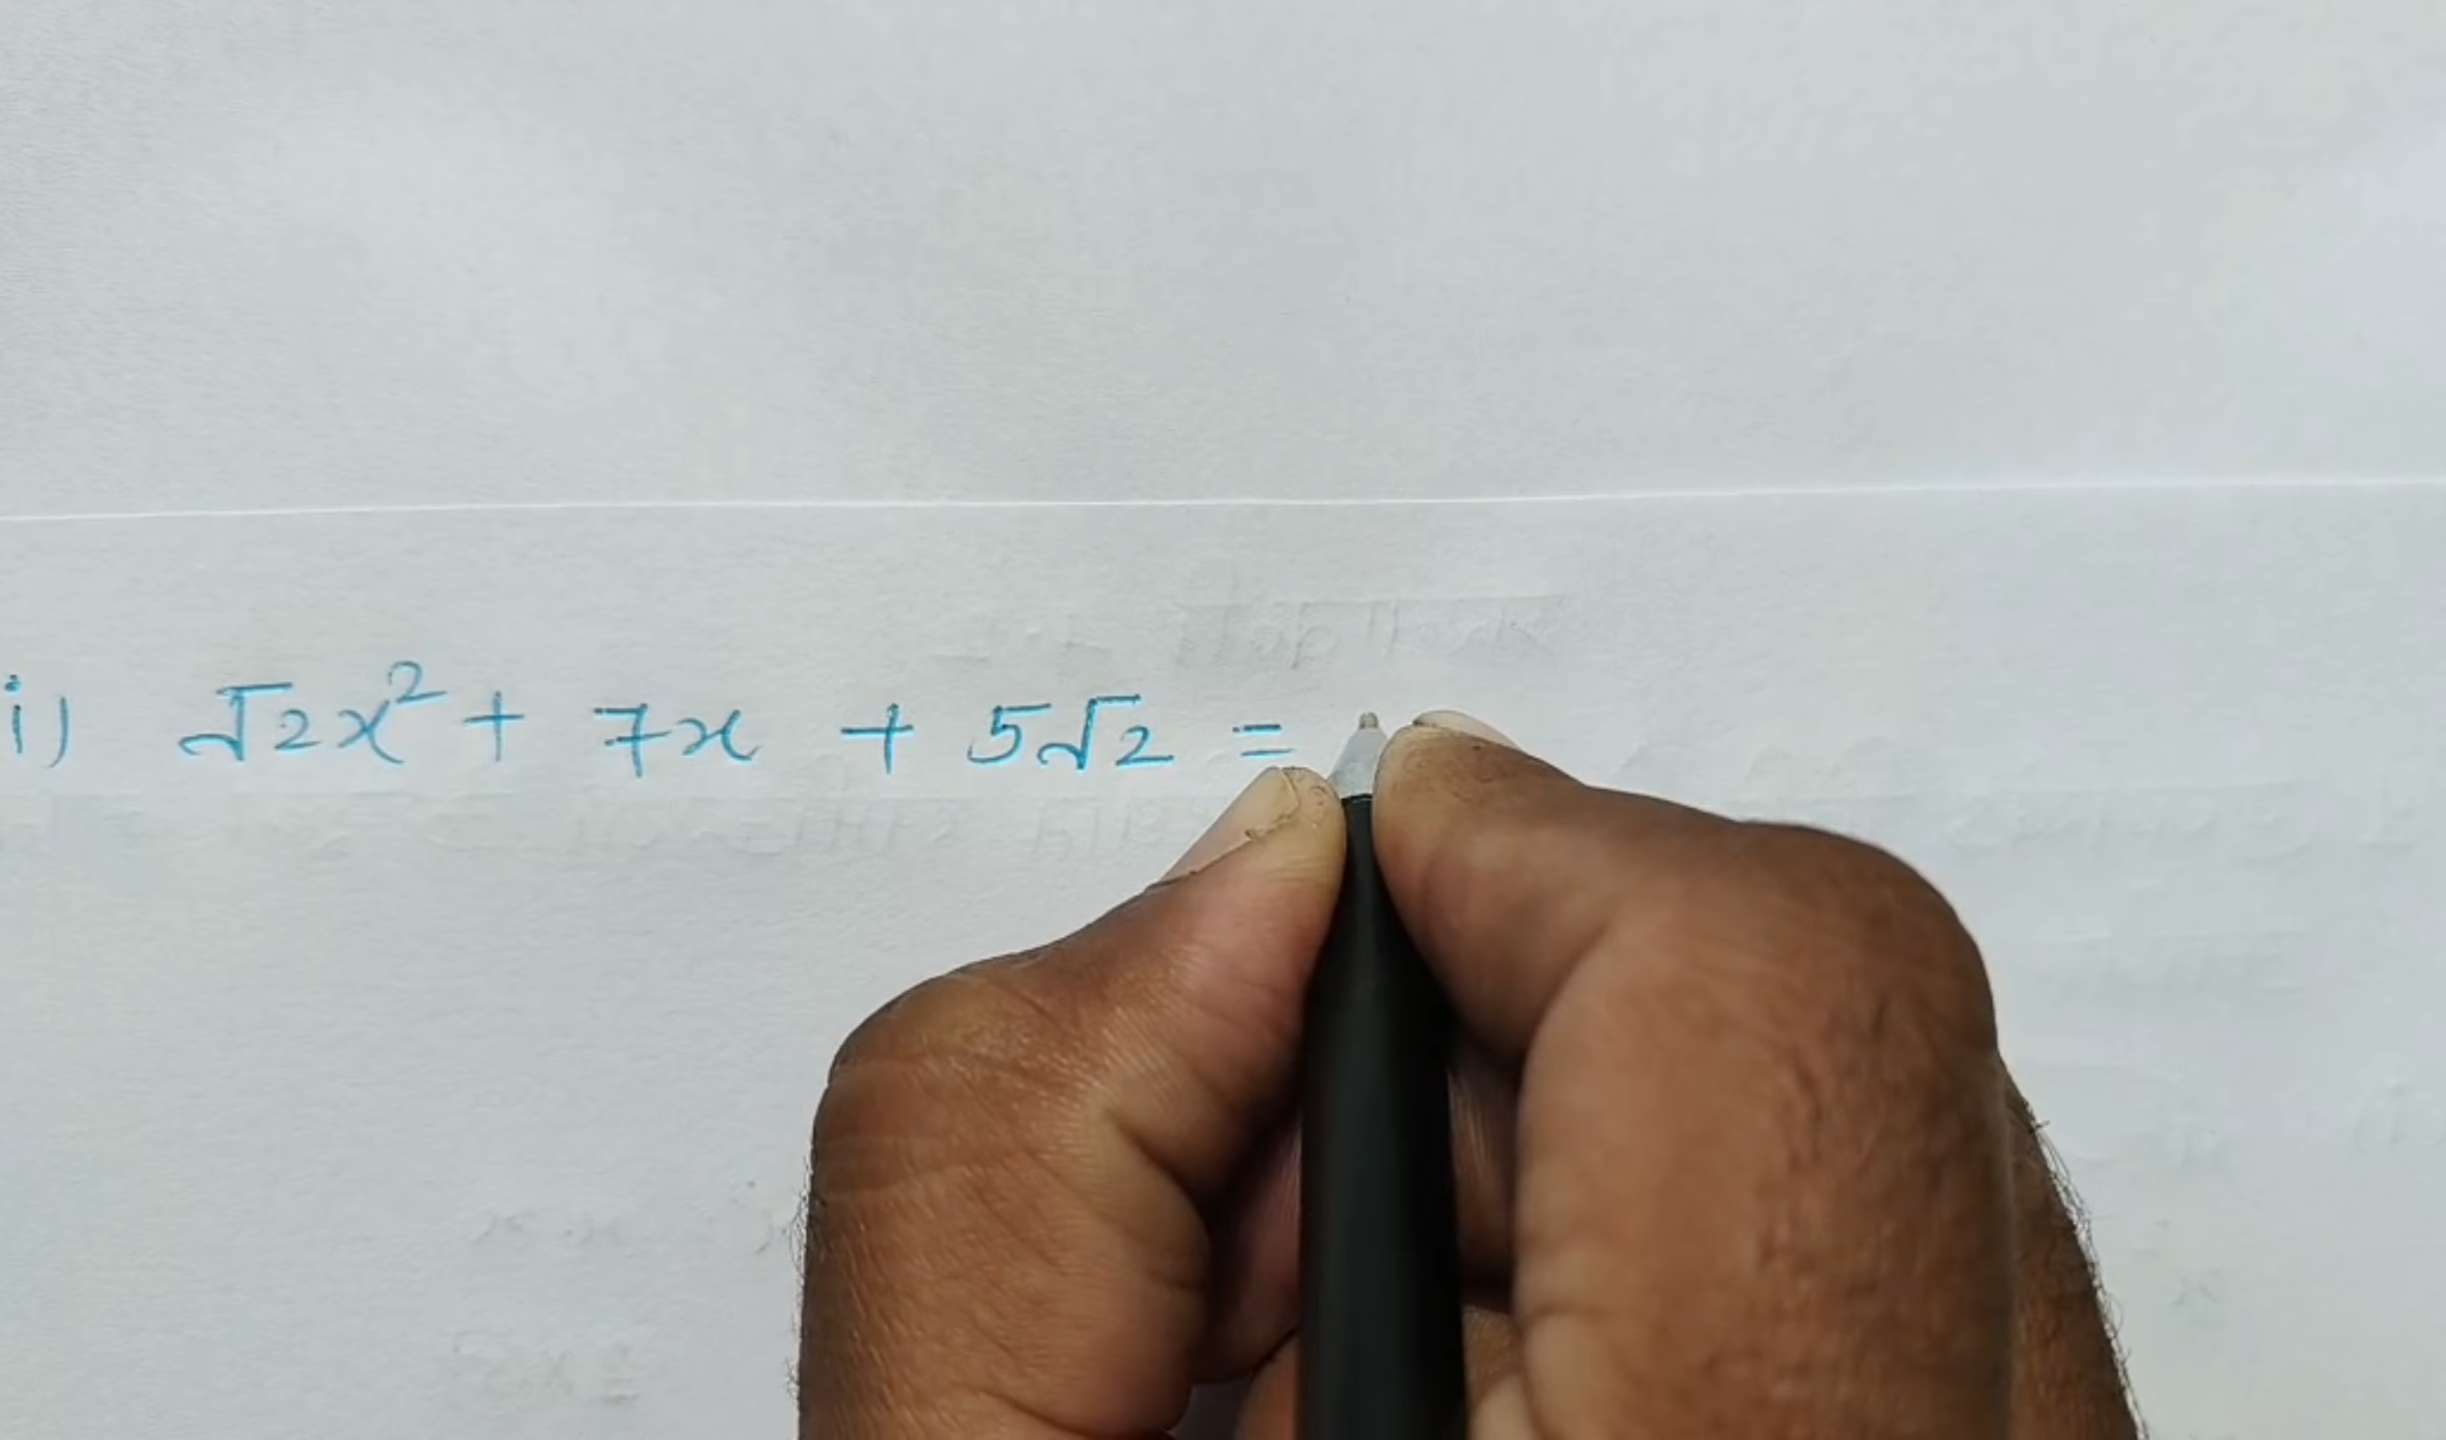 i) √2x² + 7x + 5√2 =